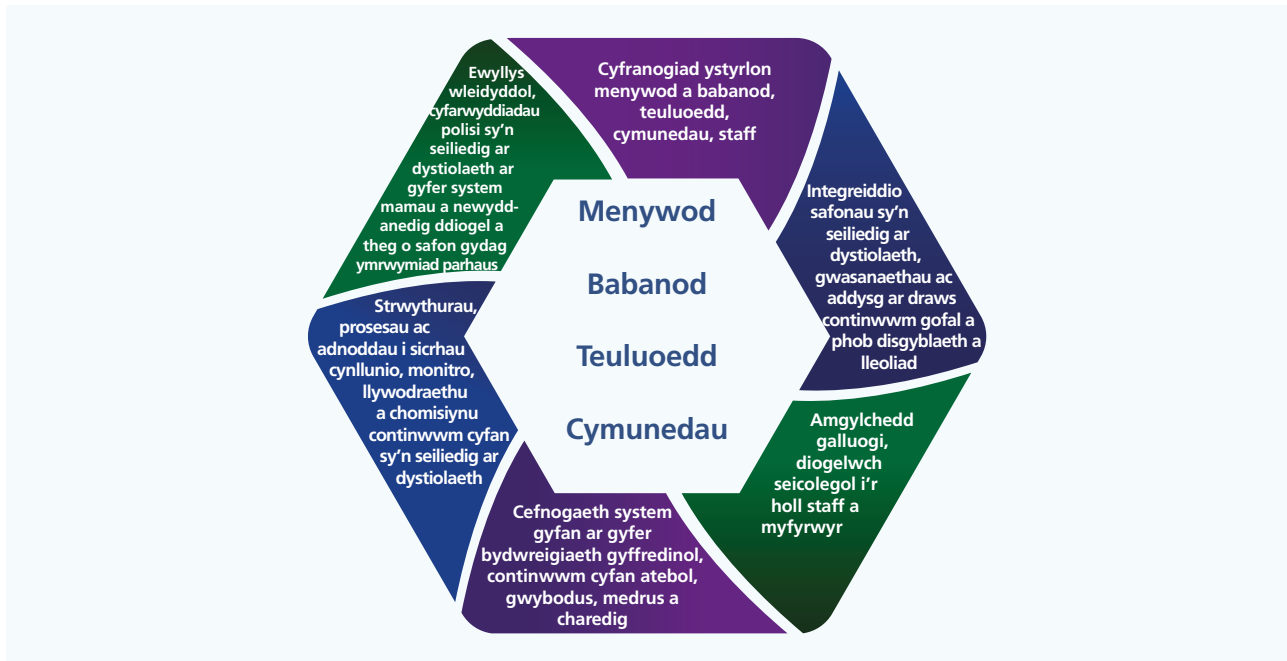 Cyfranogiad ystyrlon
menywod a babanod,
teuluoedd,
cymunedau, staff
Integreiddio
safonau sy’n
seiliedig ar
dystiolaeth,
gwasanaethau ac
addysg ar draws
continwwm gofal a
phob disgyblaeth a
lleoliad
Amgylchedd
galluogi,
diogelwch
seicolegol i’r
holl staff a
myfyrwyr
Cefnogaeth system
gyfan ar gyfer
bydwreigiaeth gyffredinol,
continwwm cyfan atebol,
gwybodus, medrus a
charedig
Strwythurau,
prosesau ac
adnoddau i sicrhau
cynllunio, monitro,
llywodraethu
a chomisiynu
continwwm cyfan
sy’n seiliedig ar
dystiolaeth
Ewyllys
wleidyddol,
cyfarwyddiadau
polisi sy’n
seiliedig ar
dystiolaeth ar
gyfer system
mamau a newydd-
anedig ddiogel a
theg o safon gydag
ymrwymiad parhaus
Menywod
Babanod
Teuluoedd
Cymunedau